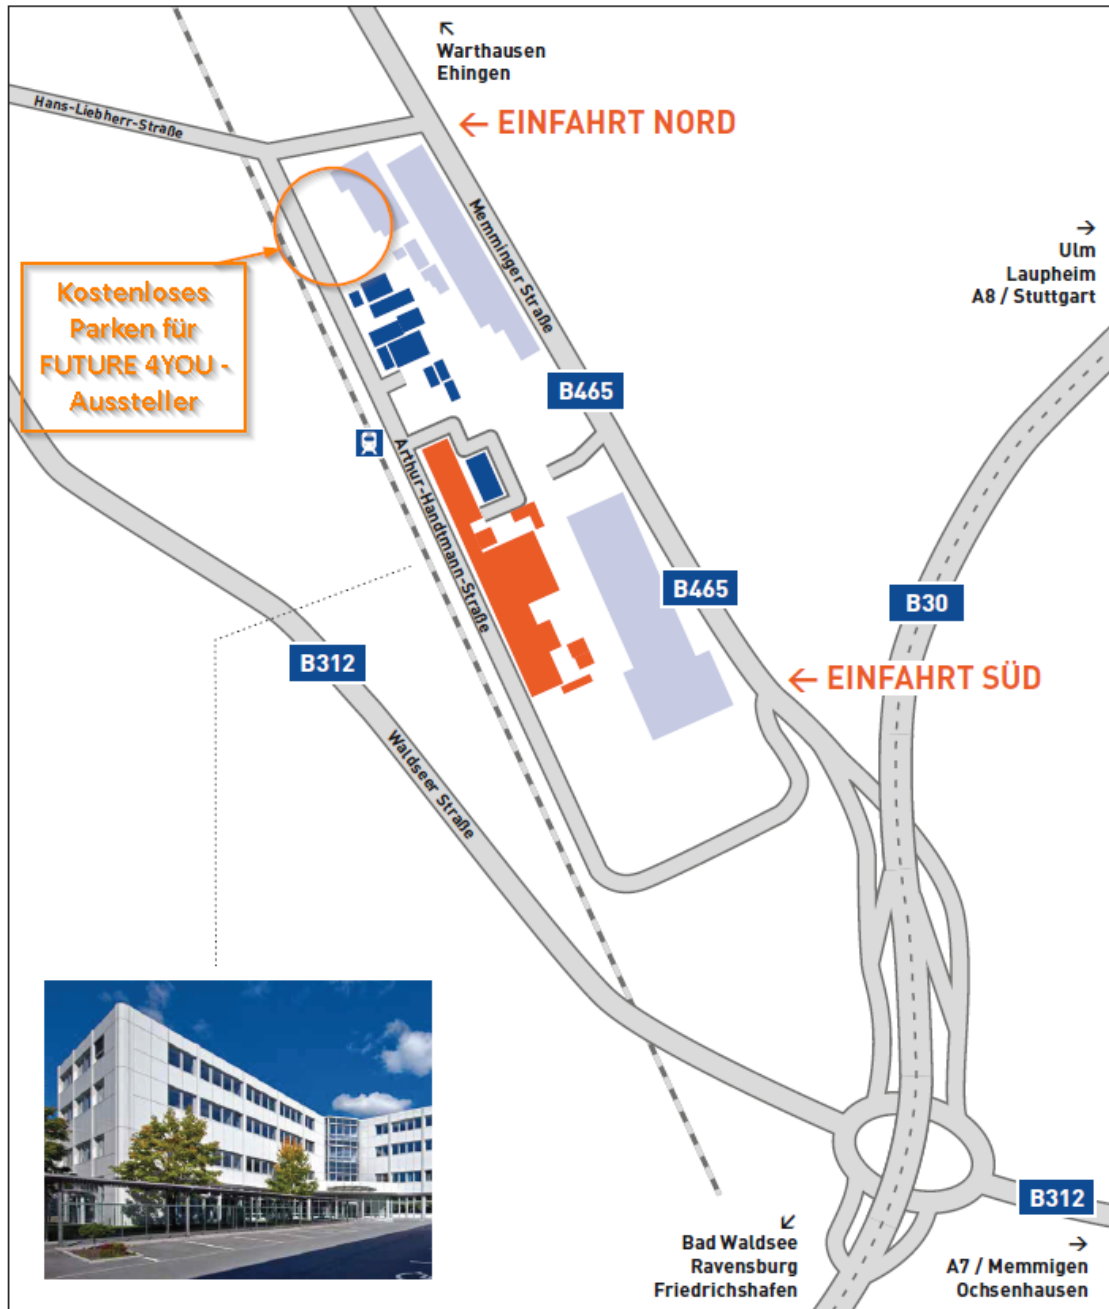 Warthausen
Ehingen
Hans-Liebherr-Straße
← EINFAHRT NORD
Memminger Straße
Ulm
Laupheim
A8 / Stuttgart
Kostenloses
Parken für
FUTURE 4YOU -
Aussteller
B465
Arthur-Handtmann-Straße
B465
B30
B312
← EINFAHRT SÜD
Waldseer Straße
B312
Bad Waldsee
Ravensburg
Friedrichshafen
A7 / Memmigen
Ochsenhausen